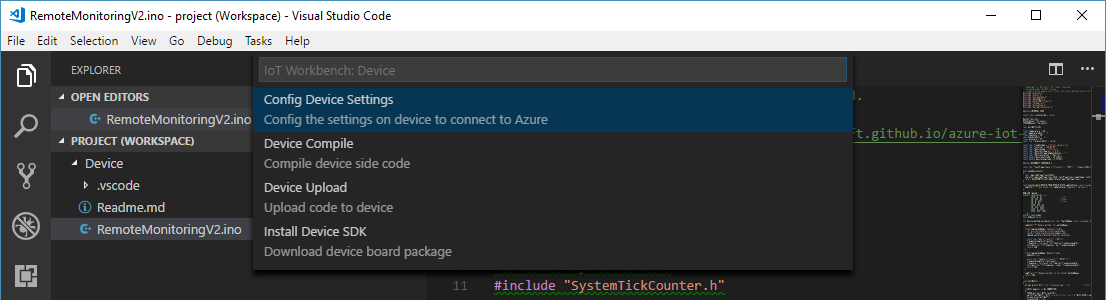 RemoteMonitoringV2.ino - project (Workspace) - Visual Studio Code
File Edit Selection View Go Debug Tasks Help
EXPLORER
IoT Workbench: Device
OPEN EDITORS
RemoteMonitoringV2.ino
PROJECT (WORKSPACE)
Device
.vscode
Readme.md
RemoteMonitoringV2.ino
Config Device Settings
Config the settings on device to connect to Azure
Device Compile
Compile device side code
Device Upload
Upload code to device
Install Device SDK
Download device board package
d.
ft.github.io/azure-iot-
11 #include "SystemTickCounter.h"